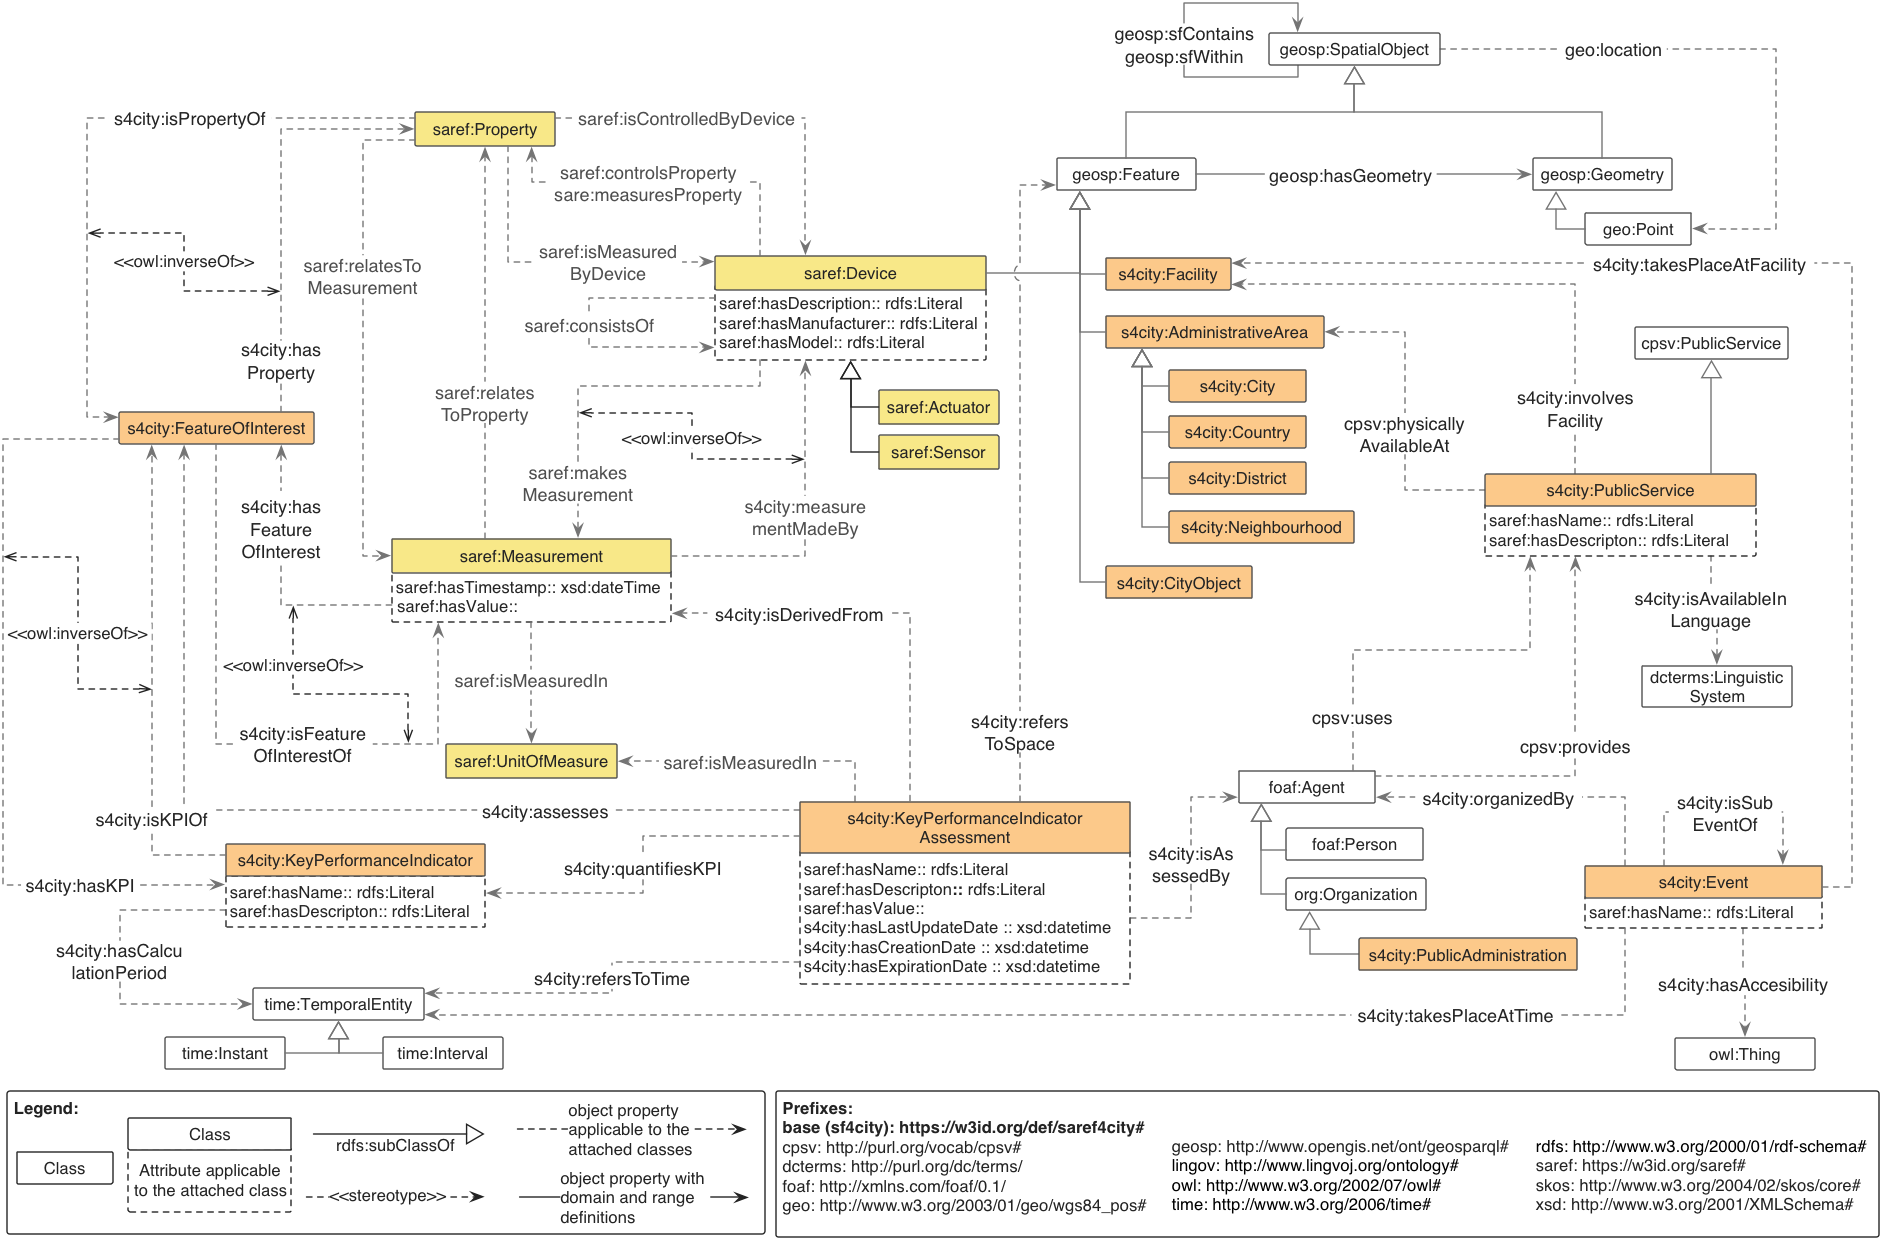 geosp:sfContains
geosp:sfWithin
geosp:SpatialObject
geo:location
s4city:isPropertyOf
saref:Property
saref:isControlledByDevice
saref:controlsProperty
sare:measuresProperty
geosp:Feature
geosp:hasGeometry
geosp:Geometry
geo:Point
<<owl:inverseOf>>
saref:relatesTo
Measurement
saref:isMeasured
ByDevice
saref:Device
saref:hasDescription:: rdfs:Literal
saref:hasManufacturer:: rdfs:Literal
saref:hasModel:: rdfs:Literal
saref:consistsOf
s4city:Facility
s4city:takesPlaceAtFacility
s4city:AdministrativeArea
cpsv:PublicService
s4city:has
Property
saref:relates
ToProperty
saref:Actuator
saref:Sensor
s4city:City
s4city:Country
s4city:District
s4city:Neighbourhood
s4city:CityObject
cpsv:physically
AvailableAt
s4city:involves
Facility
s4city:FeatureOfInterest
<<owl:inverseOf>>
saref:makes
Measurement
s4city:measure
mentMadeBy
s4city:PublicService
saref:hasName:: rdfs:Literal
saref:hasDescripton:: rdfs:Literal
s4city:has
Feature
OfInterest
saref:Measurement
saref:hasTimestamp:: xsd:dateTime
saref:hasValue::
s4city:isDerivedFrom
s4city:isAvailableIn
Language
<<owl:inverseOf>>
<<owl:inverseOf>>
saref:isMeasuredIn
dcterms:Linguistic
System
s4city:isFeature
OfInterestOf
saref:UnitOfMeasure
saref:isMeasuredIn
s4city:refers
ToSpace
cpsv:uses
cpsv:provides
s4city:isKPIOf
s4city:assesses
s4city:KeyPerformanceIndicator
Assessment
saref:hasName:: rdfs:Literal
saref:hasDescripton:: rdfs:Literal
saref:hasValue::
s4city:hasLastUpdateDate :: xsd:datetime
s4city:hasCreationDate :: xsd:datetime
s4city:hasExpirationDate :: xsd:datetime
foaf:Agent
s4city:organizedBy
s4city:isSub
EventOf
foaf:Person
org:Organization
s4city:PublicAdministration
s4city:isAs
sessedBy
s4city:Event
saref:hasName:: rdfs:Literal
s4city:KeyPerformanceIndicator
saref:hasName:: rdfs:Literal
saref:hasDescripton:: rdfs:Literal
s4city:quantifiesKPI
s4city:hasKPI
s4city:hasCalcu
lationPeriod
s4city:refersToTime
time:TemporalEntity
s4city:takesPlaceAtTime
s4city:hasAccesibility
owl:Thing
time:Instant
time:Interval
Legend:
Class
Class
Attribute applicable
to the attached class
rdfs:subClassOf
<<stereotype>>
object property
applicable to the
attached classes
object property with
domain and range
definitions
Prefixes:
base (sf4city): https://w3id.org/def/saref4city#
cpsv: http://purl.org/vocab/cpsv#
dcterms: http://purl.org/dc/terms/
foaf: http://xmlns.com/foaf/0.1/
geo: http://www.w3.org/2003/01/geo/wgs84_pos#
geosp: http://www.opengis.net/ont/geosparql#
lingov: http://www.lingvoj.org/ontology#
owl: http://www.w3.org/2002/07/owl#
time: http://www.w3.org/2006/time#
rdfs: http://www.w3.org/2000/01/rdf-schema#
saref: https://w3id.org/saref#
skos: http://www.w3.org/2004/02/skos/core#
xsd: http://www.w3.org/2001/XMLSchema#